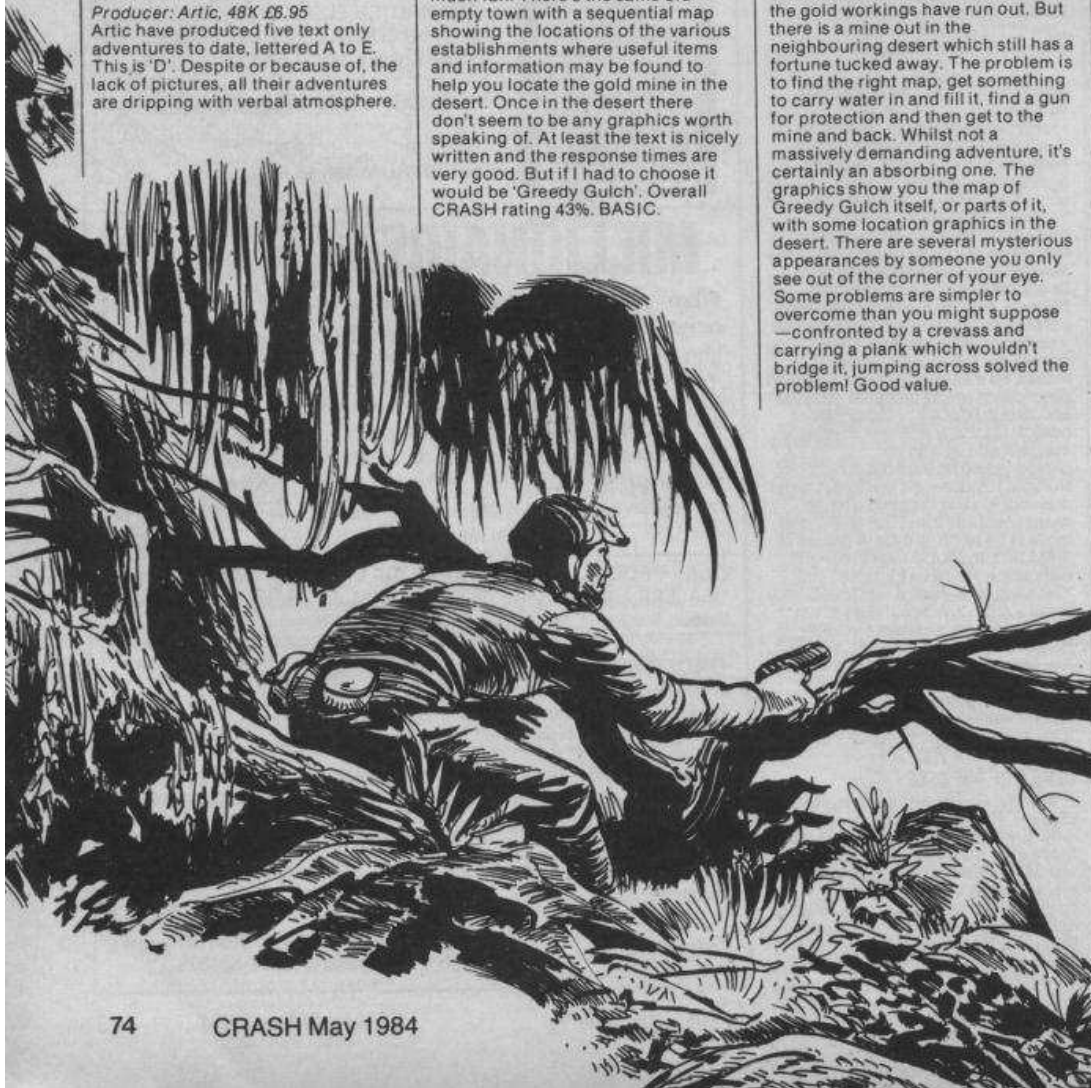 Producer: Artic, 48K £6.95
Artic have produced five text only
adventures to date, lettered A to E.
This is 'D'. Despite or because of, the
lack of pictures, all their adventures
are dripping with verbal atmosphere.
empty town with a sequential map
showing the locations of the various
establishments where useful items
and information may be found to
help you locate the gold mine in the
desert. Once in the desert there
don't seem to be any graphics worth
speaking of. At least the text is nicely
written and the response times are
very good. But if I had to choose it
would be 'Greedy Gulch'. Overall
CRASH rating 43%. BASIC.
the gold workings have run out. But
there is a mine out in the
neighbouring desert which still has a
fortune tucked away. The problem is
to find the right map, get something
to carry water in and fill it, find a gun
for protection and then get to the
mine and back. Whilst not a
massively demanding adventure, it's
certainly an absorbing one. The
graphics show you the map of
Greedy Gulch itself, or parts of it,
with some location graphics in the
desert. There are several mysterious
appearances by someone you only
see out of the corner of your eye.
Some problems are simpler to
overcome than you might suppose
—confronted by a crevass and
carrying a plank which wouldn't
bridge it, jumping across solved the
problem! Good value.
74 CRASH May 1984